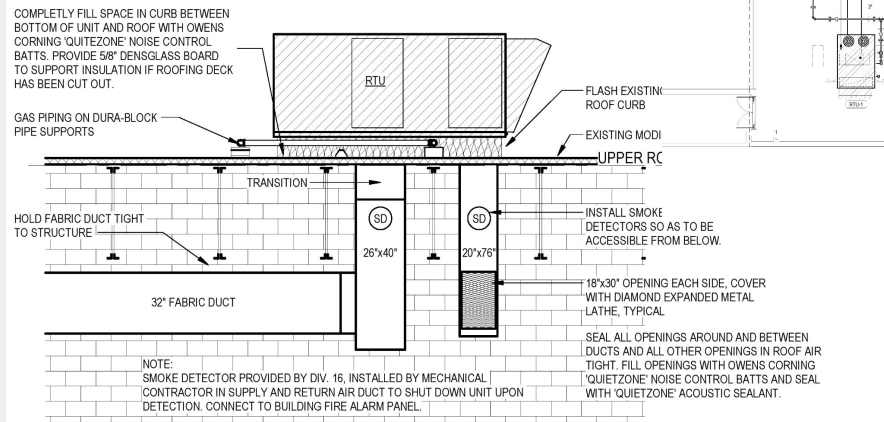 COMPLETELY FILL SPACE IN CURB BETWEEN
BOTTOM OF UNIT AND ROOF WITH OWENS
CORNING 'QUITEZONE' NOISE CONTROL
BATTS. PROVIDE 5/8" DENSGLASS BOARD
TO SUPPORT INSULATION IF ROOFING DECK
HAS BEEN CUT OUT.
GAS PIPING ON DURA-BLOCK
PIPE SUPPORTS
HOLD FABRIC DUCT TIGHT
TO STRUCTURE
RTU
TRANSITION
SD
26"x40"
SD
20"x76"
32" FABRIC DUCT
NOTE:
SMOKE DETECTOR PROVIDED BY DIV. 16, INSTALLED BY MECHANICAL
CONTRACTOR IN SUPPLY AND RETURN AIR DUCT TO SHUT DOWN UNIT UPON
DETECTION. CONNECT TO BUILDING FIRE ALARM PANEL.
FLASH EXISTING
ROOF CURB
EXISTING MODI
UPPER RO
INSTALL SMOKE
DETECTORS SO AS TO BE
ACCESSIBLE FROM BELOW.
18"x30" OPENING EACH SIDE, COVER
WITH DIAMOND EXPANDED METAL
LATHE, TYPICAL
SEAL ALL OPENINGS AROUND AND BETWEEN
DUCTS AND ALL OTHER OPENINGS IN ROOF AIR
TIGHT. FILL OPENINGS WITH OWENS CORNING
'QUIETZONE' NOISE CONTROL BATTS AND SEAL
WITH 'QUIETZONE' ACOUSTIC SEALANT.
3'
RTU-1
1